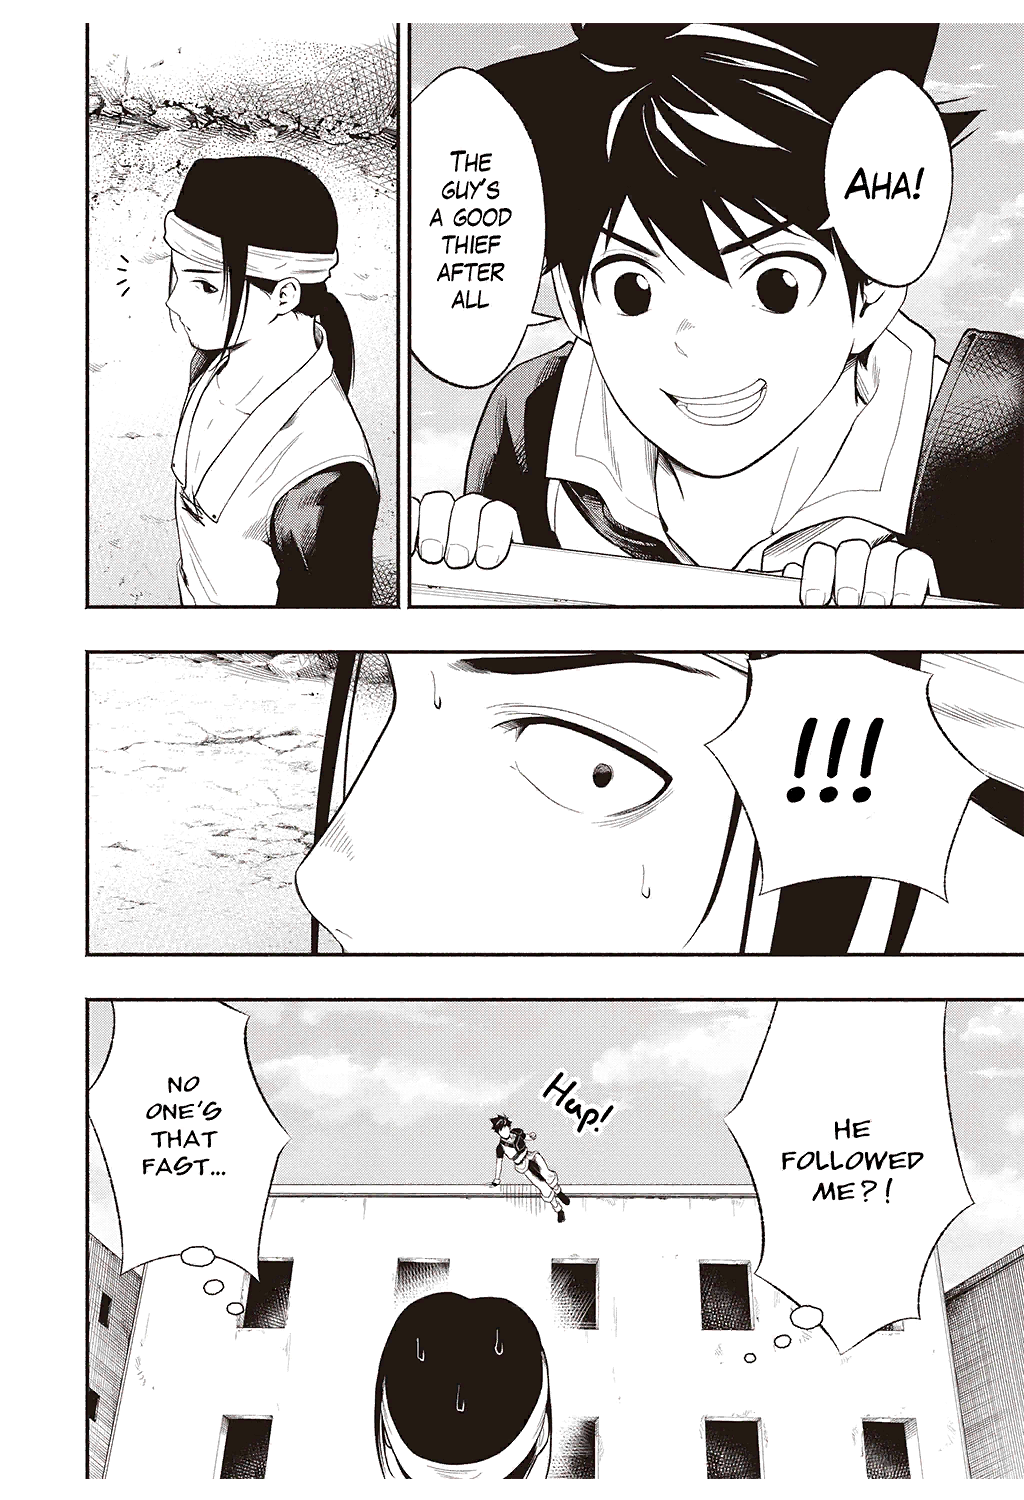 AHA!
THE
GUY'S
A GOOD
THIEF
AFTER
ALL
!!!
HE
FOLLOWED
ME?!
Hup!
NO
ONE'S
THAT
FAST...